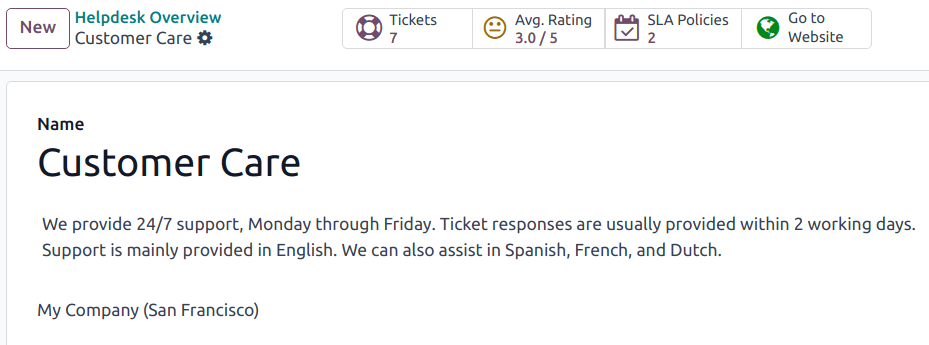 New
Helpdesk Overview
Customer Care
Tickets
7
Avg. Rating
3.0 / 5
SLA Policies
2
Go to
Website
Name
Customer Care
We provide 24/7 support, Monday through Friday. Ticket responses are usually provided within 2 working days.
Support is mainly provided in English. We can also assist in Spanish, French, and Dutch.
My Company (San Francisco)